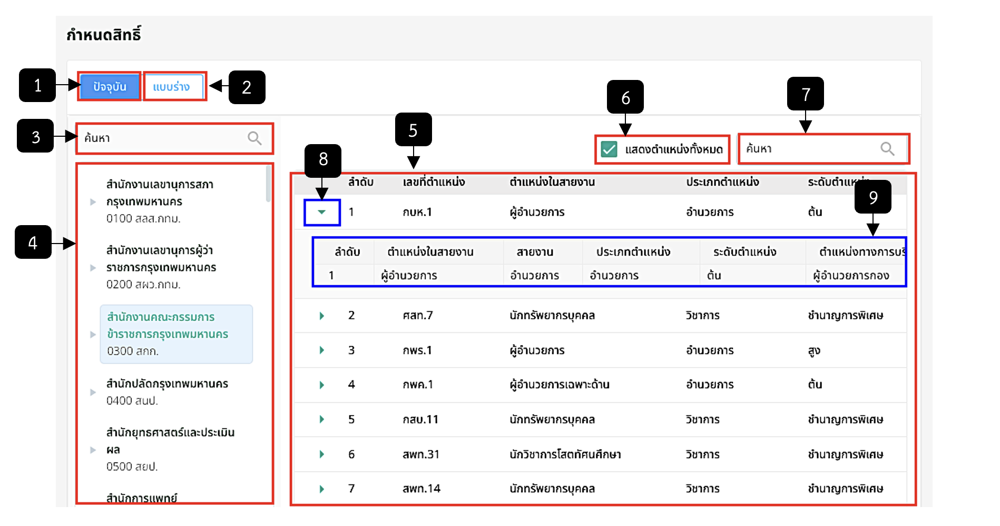 กำหนดสิทธิ์
1
ปัจจุบัน
แบบร่าง
2
3
ค้นหา
4
สำนักงานเลขานุการสภา
กรุงเทพมหานคร
0100 สลส.กทม.
สำนักงานเลขานุการผู้ว่า
ราชการกรุงเทพมหานคร
0200 สผว.กทม.
สำนักงานคณะกรรมการ
ข้าราชการกรุงเทพมหานคร
0300 สกก.
สำนักปลัดกรุงเทพมหานคร
0400 สนป.
สำนักยุทธศาสตร์และประเมิน
ผล
0500 สยป.
สำนักการแพทย์
5
6
แสดงตำแหน่งทั้งหมด
7
ค้นหา
8
ลำดับ เลขที่ตำแหน่ง ตำแหน่งในสายงาน ประเภทตำแหน่ง ระดับตำแหน่ง
9
1 กบห.1 ผู้อำนวยการ อำนวยการ ต้น
ลำดับ ตำแหน่งในสายงาน สายงาน ประเภทตำแหน่ง ระดับตำแหน่ง ตำแหน่งทางการบริ
1 ผู้อำนวยการ อำนวยการ อำนวยการ ต้น ผู้อำนวยการกอง
2 ศสท.7 นักทรัพยากรบุคคล วิชาการ ชำนาญการพิเศษ
3 กพร.1 ผู้อำนวยการ อำนวยการ สูง
4 กพค.1 ผู้อำนวยการเฉพาะด้าน อำนวยการ ต้น
5 กสบ.11 นักทรัพยากรบุคคล วิชาการ ชำนาญการพิเศษ
6 สพท.31 นักวิชาการโสตทัศนศึกษา วิชาการ ชำนาญการพิเศษ
7 สพท.14 นักทรัพยากรบุคคล วิชาการ ชำนาญการพิเศษ